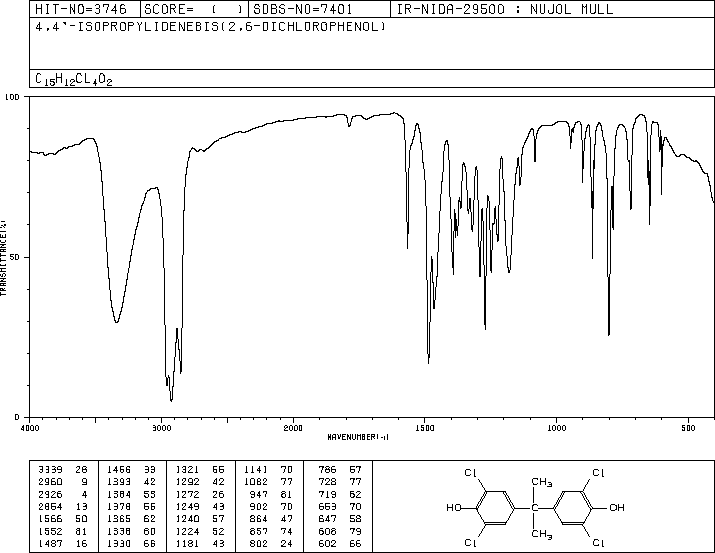 HIT-NO=3746 SCORE= ( ) SDBS-NO=7401 IR-NIDA-29500 : NUJOL MULL
4,4'-ISOPROPYLIDENEBIS(2,6-DICHLOROPHENOL)
C15H12CL4O2
100
50
0
TRANSMITTANCE(%)
4000 3000 2000 1500 1000 500
WAVENUMBER(-1)
3339 28 1466 39 1321 66 1141 70 786 57
2960 9 1393 42 1292 42 1082 77 728 77
2926 4 1384 55 1272 26 947 81 719 62
2864 13 1378 66 1249 43 902 70 653 70
1566 50 1365 62 1240 57 864 47 647 58
1552 81 1338 60 1224 52 857 74 606 79
1487 16 1330 66 1181 43 802 24 602 66
Cl Cl
CH3
HO C OH
CH3
Cl Cl